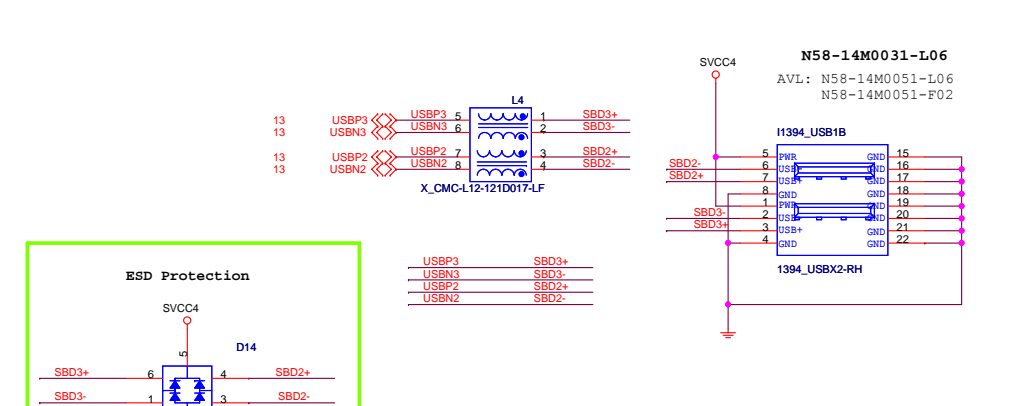 N58-14M0031-L06
SVCC4
AVL: N58-14M0051-L06
N58-14M0051-F02
L4
13 USBP3 USBP3 5 1 SBD3+
13 USBN3 USBN3 6 2 SBD3-
13 USBP2 USBP2 7 3 SBD2+
13 USBN2 USBN2 8 4 SBD2-
X_CMC-L12-121D017-LF
I1394_USB1B
5 PWR GND 15
SBD2- 6 USB- GND 16
SBD2+ 7 USB+ GND 17
8 GND GND 18
1 PWR GND 19
SBD3- 2 USB- GND 20
SBD3+ 3 USB+ GND 21
4 GND GND 22
1394_USBX2-RH
USBP3 SBD3+
USBN3 SBD3-
USBP2 SBD2+
USBN2 SBD2-
ESD Protection
SVCC4
D14
5
SBD3+ 6 4 SBD2+
SBD3- 1 3 SBD2-